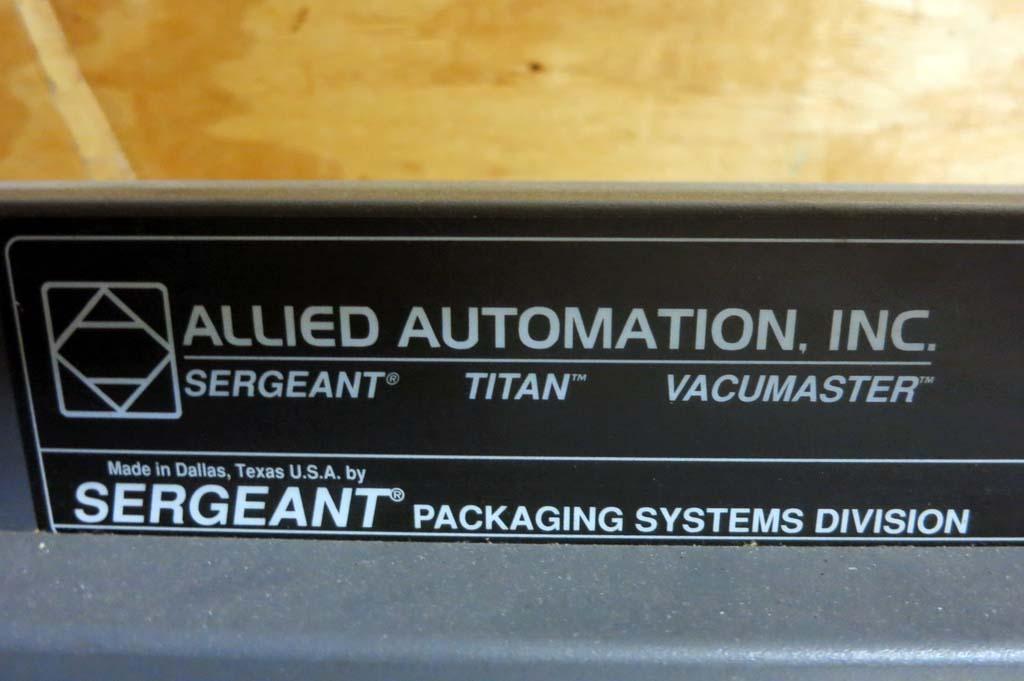 ALLIED AUTOMATION, INC.
SERGEANT® TITAN™ VACUMASTER™
Made in Dallas, Texas U.S.A. by
SERGEANT® PACKAGING SYSTEMS DIVISION